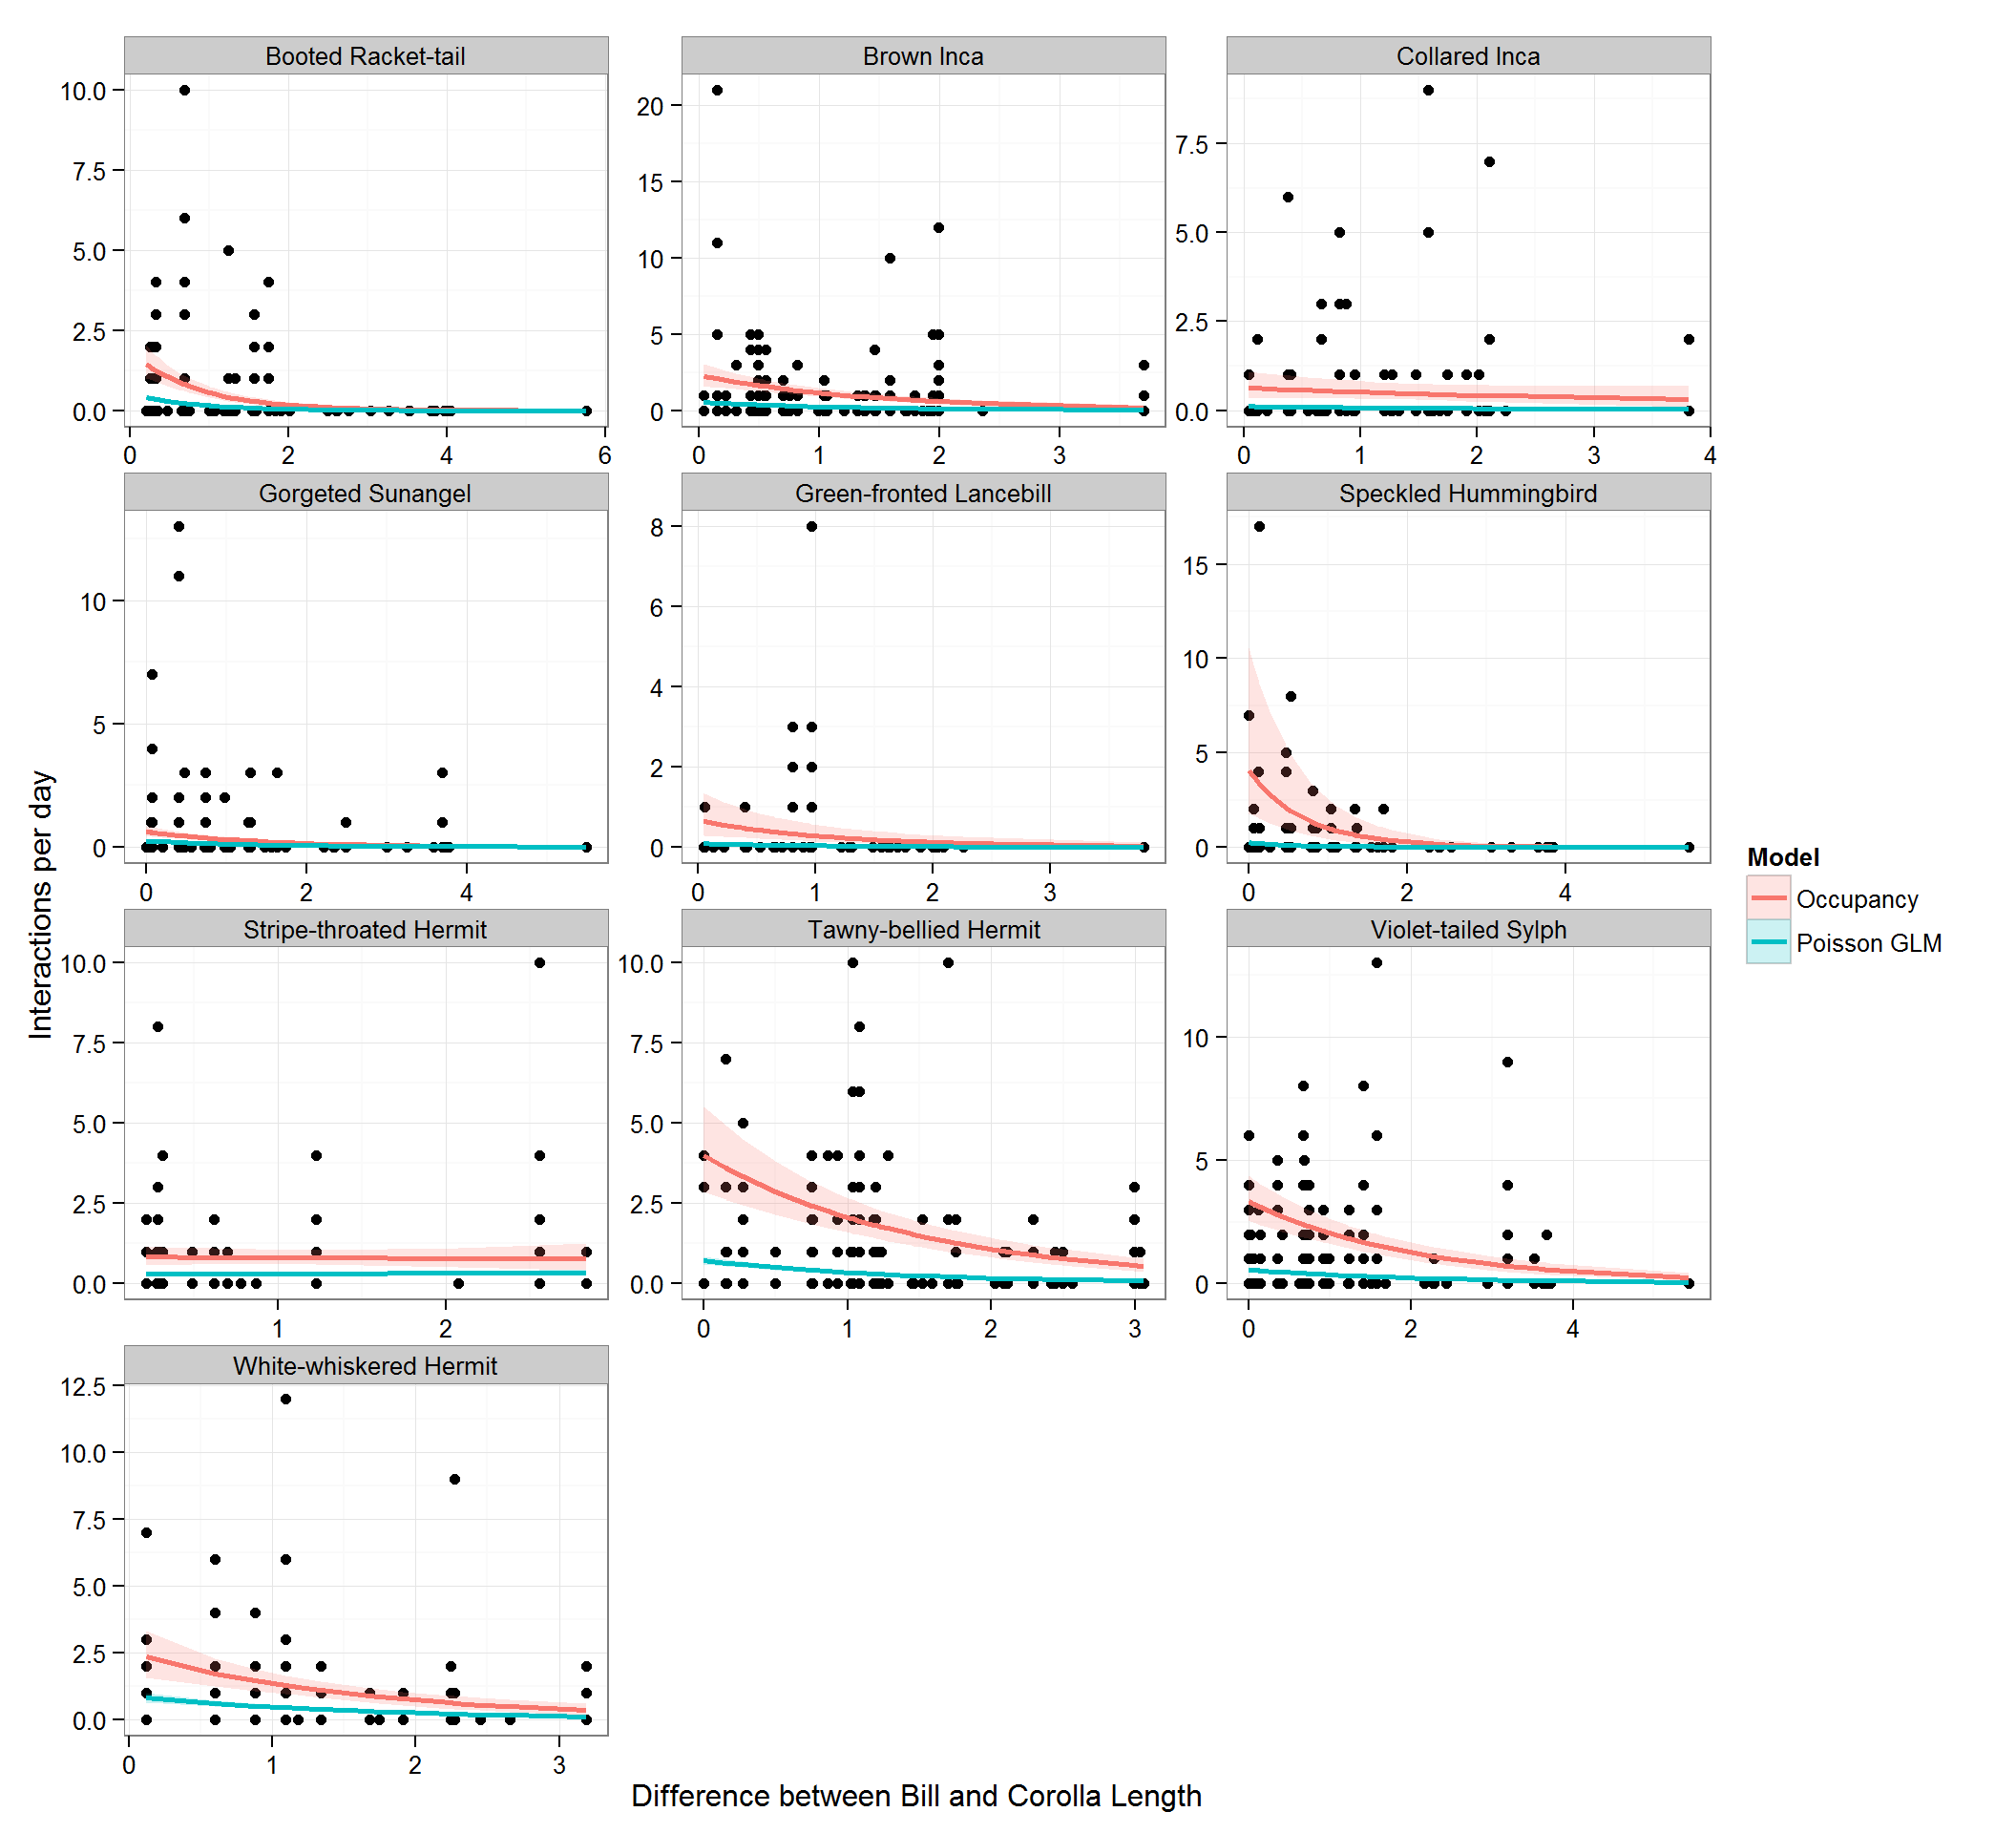 Booted Racket-tail
Brown Inca
Collared Inca
10.0
7.5
5.0
2.5
0.0
0 2 4 6
20
15
10
5
0
0 1 2 3
7.5
5.0
2.5
0.0
0 1 2 3 4
Gorgeted Sunangel
Green-fronted Lancebill
Speckled Hummingbird
10
5
0
0 2 4
8
6
4
2
0
0 1 2 3
15
10
5
0
0 2 4
Stripe-throated Hermit
Tawny-bellied Hermit
Violet-tailed Sylph
10.0
7.5
5.0
2.5
0.0
1 2
10.0
7.5
5.0
2.5
0.0
0 1 2 3
10
5
0
0 2 4
White-whiskered Hermit
12.5
10.0
7.5
5.0
2.5
0.0
0 1 2 3
Interactions per day
Difference between Bill and Corolla Length
Model
Occupancy
Poisson GLM